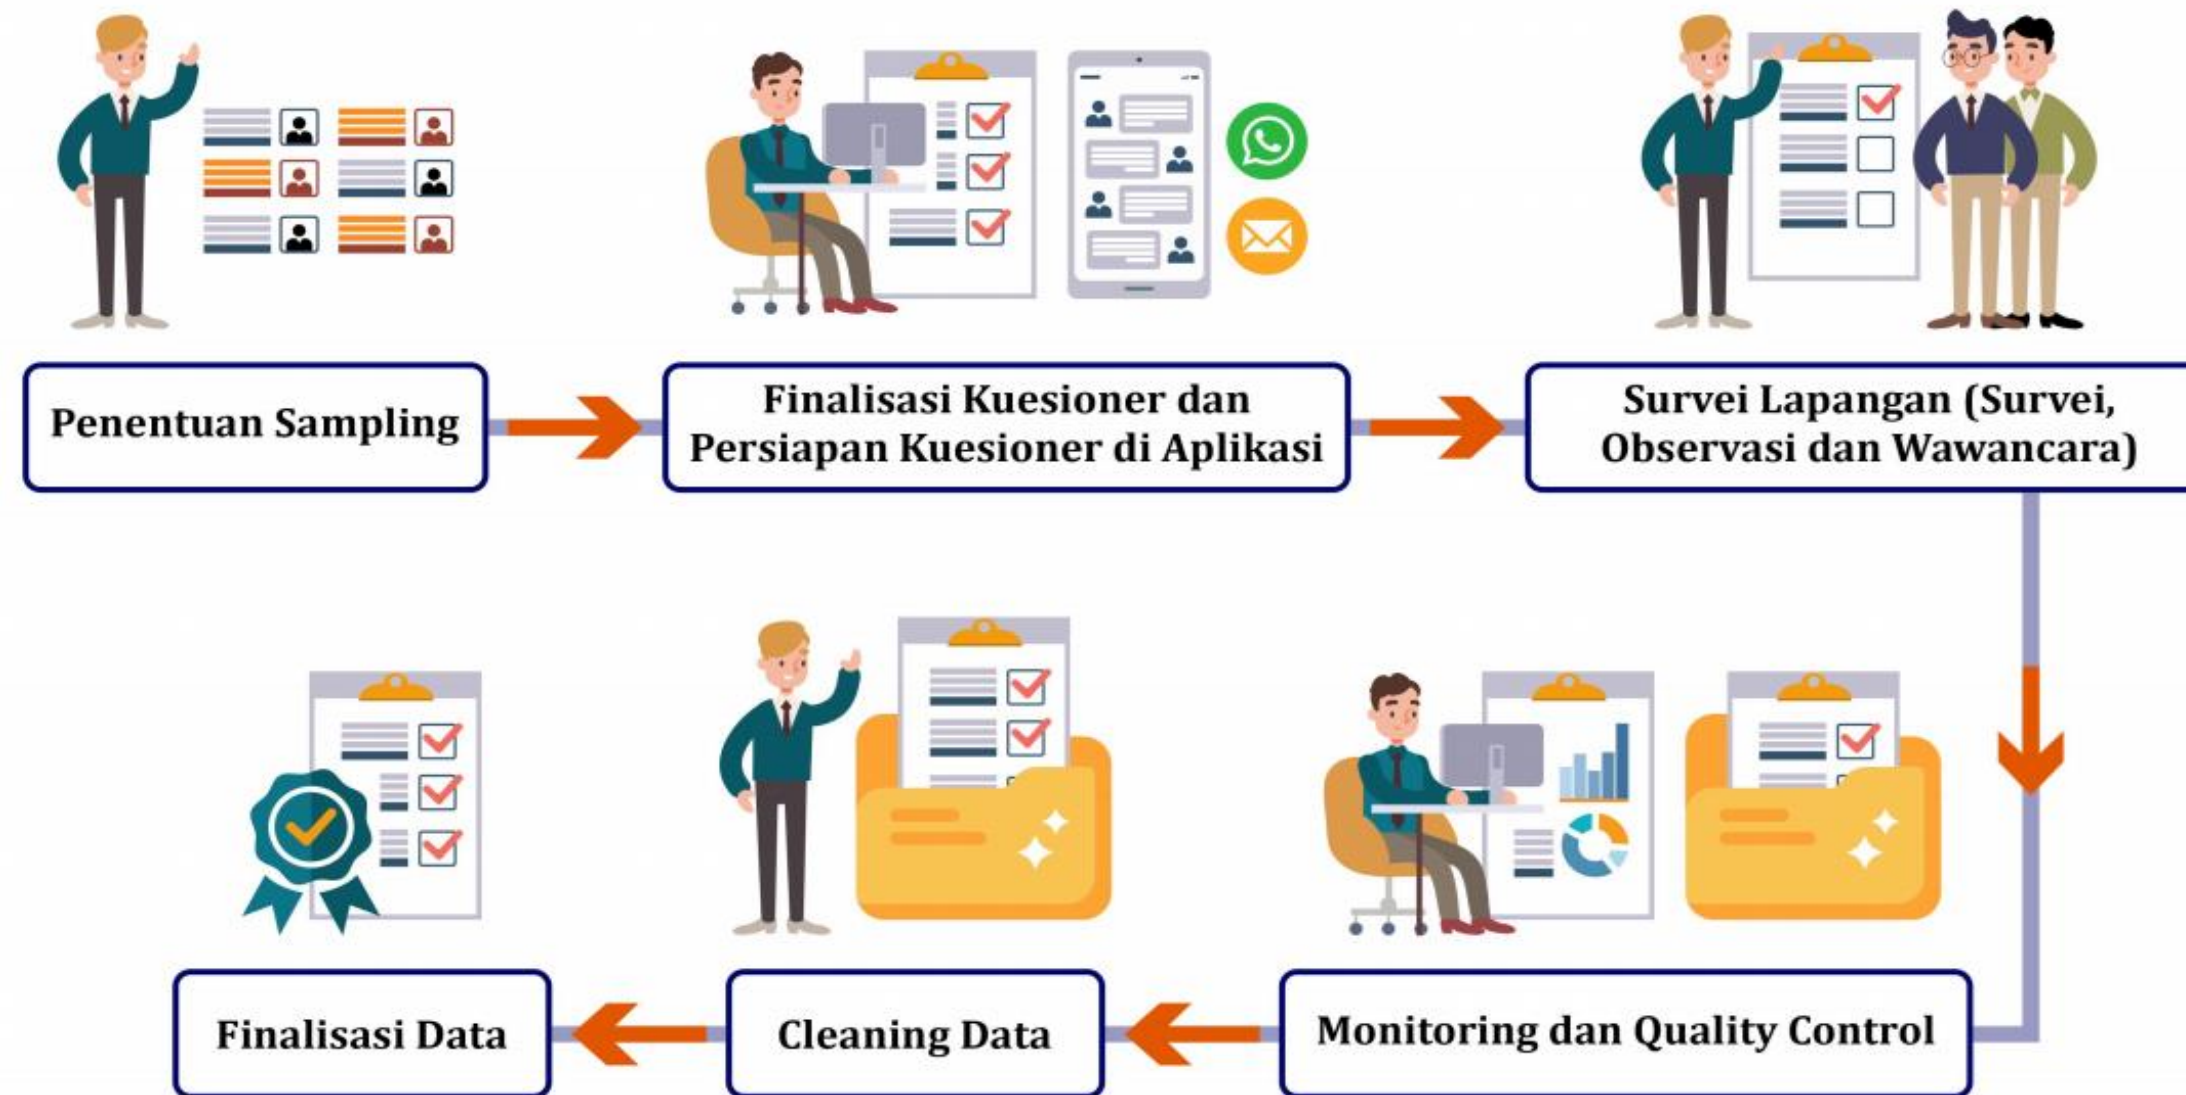 Penentuan Sampling
Finalisasi Kuesioner dan
Persiapan Kuesioner di Aplikasi
Survei Lapangan (Survei,
Observasi dan Wawancara)
Monitoring dan Quality Control
Cleaning Data
Finalisasi Data